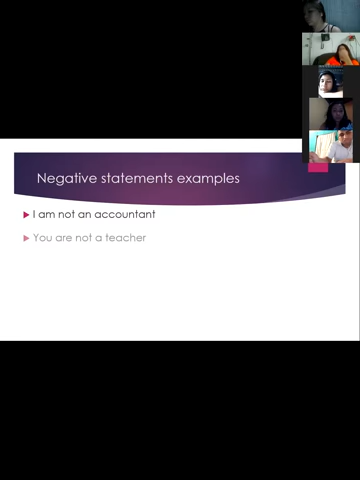 Negative statements examples
I am not an accountant
You are not a teacher